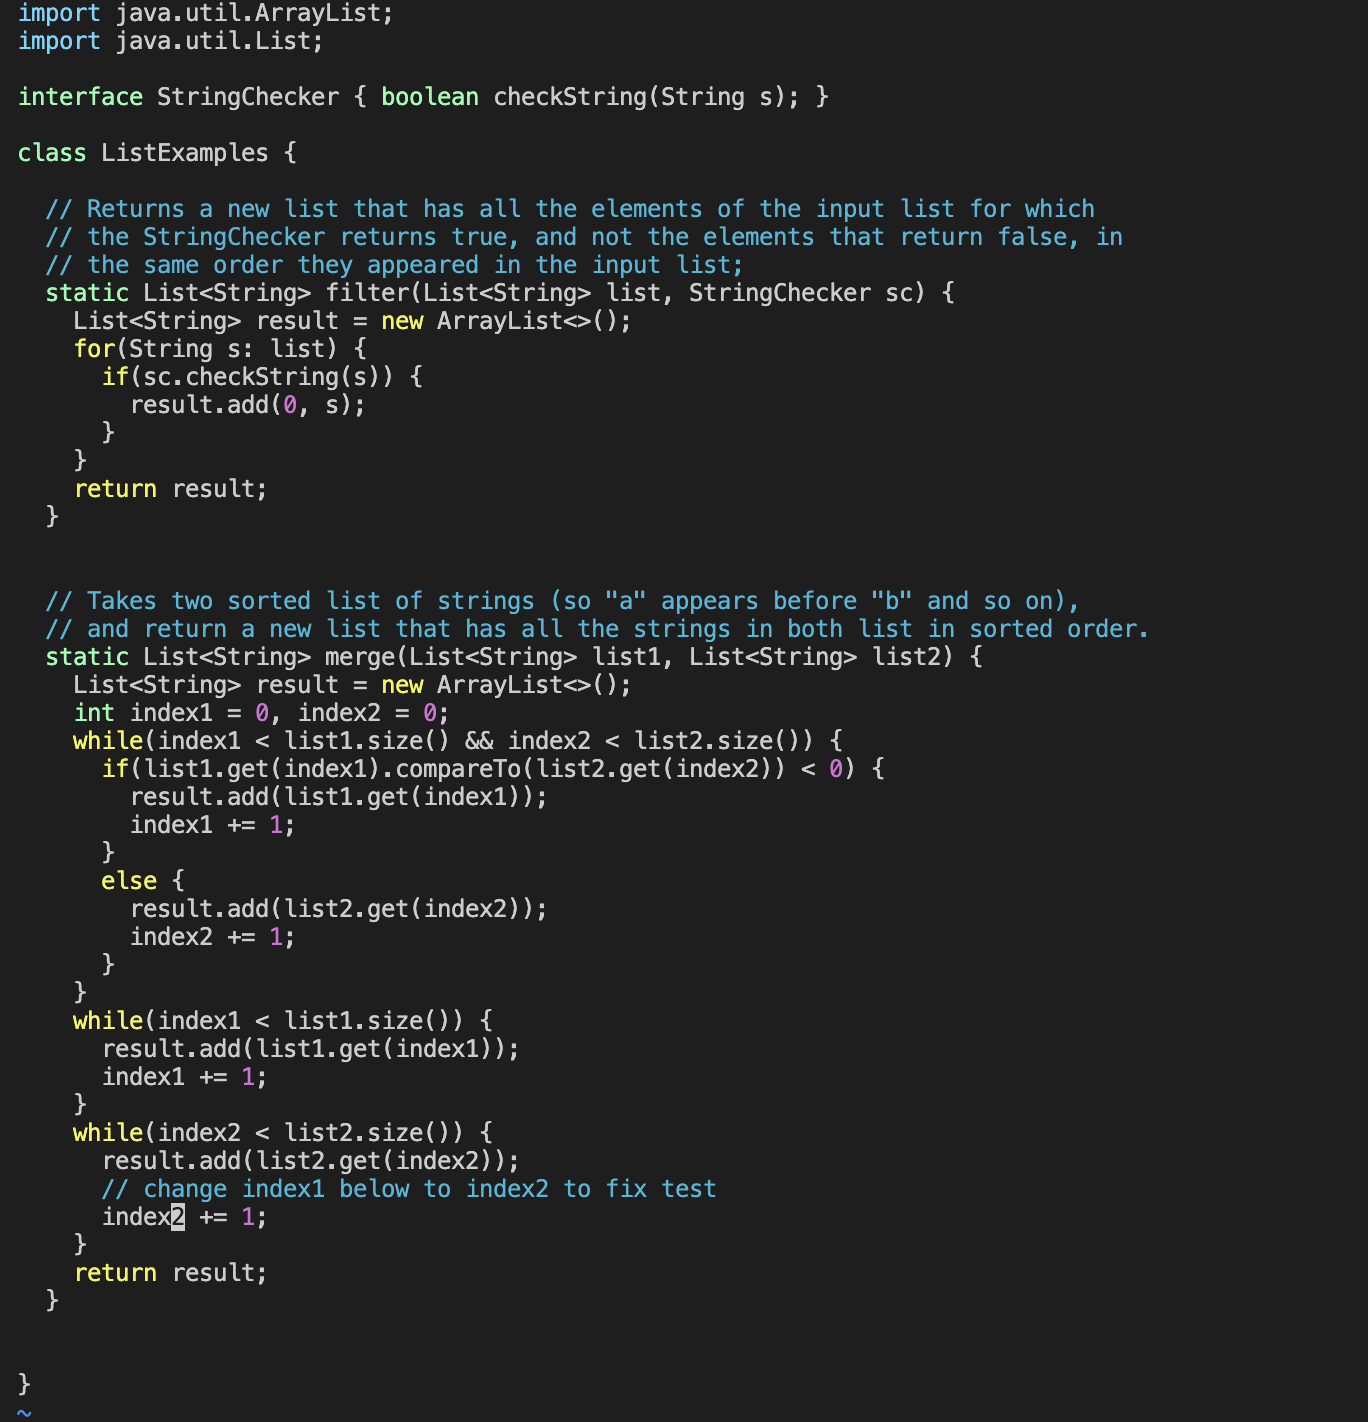 import java.util.ArrayList;
import java.util.List;

interface StringChecker { boolean checkString(String s); }

class ListExamples {

  // Returns a new list that has all the elements of the input list for which
  // the StringChecker returns true, and not the elements that return false, in
  // the same order they appeared in the input list;
  static List<String> filter(List<String> list, StringChecker sc) {
    List<String> result = new ArrayList<>();
    for(String s: list) {
      if(sc.checkString(s)) {
        result.add(0, s);
      }
    }
    return result;
  }


  // Takes two sorted list of strings (so "a" appears before "b" and so on),
  // and return a new list that has all the strings in both list in sorted order.
  static List<String> merge(List<String> list1, List<String> list2) {
    List<String> result = new ArrayList<>();
    int index1 = 0, index2 = 0;
    while(index1 < list1.size() && index2 < list2.size()) {
      if(list1.get(index1).compareTo(list2.get(index2)) < 0) {
        result.add(list1.get(index1));
        index1 += 1;
      }
      else {
        result.add(list2.get(index2));
        index2 += 1;
      }
    }
    while(index1 < list1.size()) {
      result.add(list1.get(index1));
      index1 += 1;
    }
    while(index2 < list2.size()) {
      result.add(list2.get(index2));
      // change index1 below to index2 to fix test
      index2 += 1;
    }
    return result;
  }


}
~